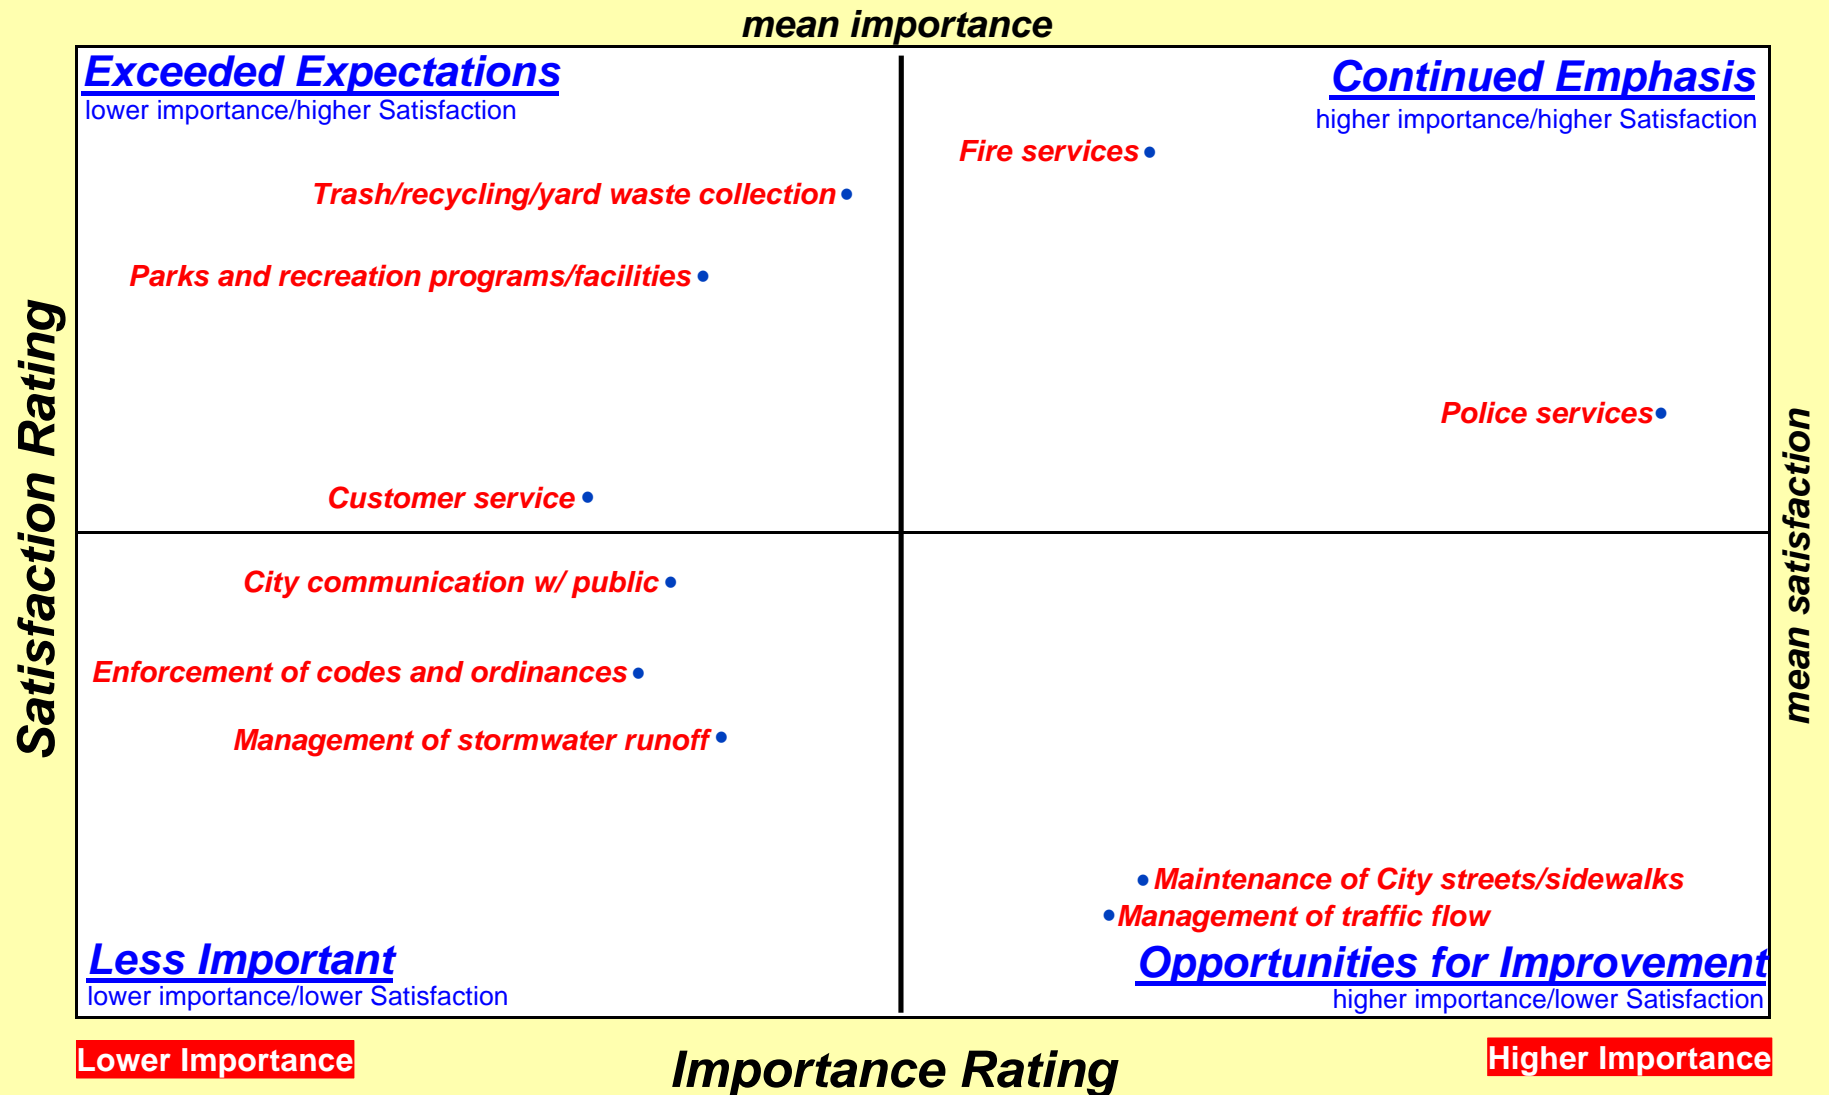 mean importance
Exceeded Expectations
lower importance/higher Satisfaction
Continued Emphasis
higher importance/higher Satisfaction
Fire services
Trash/recycling/yard waste collection
Parks and recreation programs/facilities
Police services
Customer service
Satisfaction Rating
mean satisfaction
City communication w/ public
Enforcement of codes and ordinances
Management of stormwater runoff
Maintenance of City streets/sidewalks
Management of traffic flow
Less Important
lower importance/lower Satisfaction
Opportunities for Improvement
higher importance/lower Satisfaction
Lower Importance
Importance Rating
Higher Importance